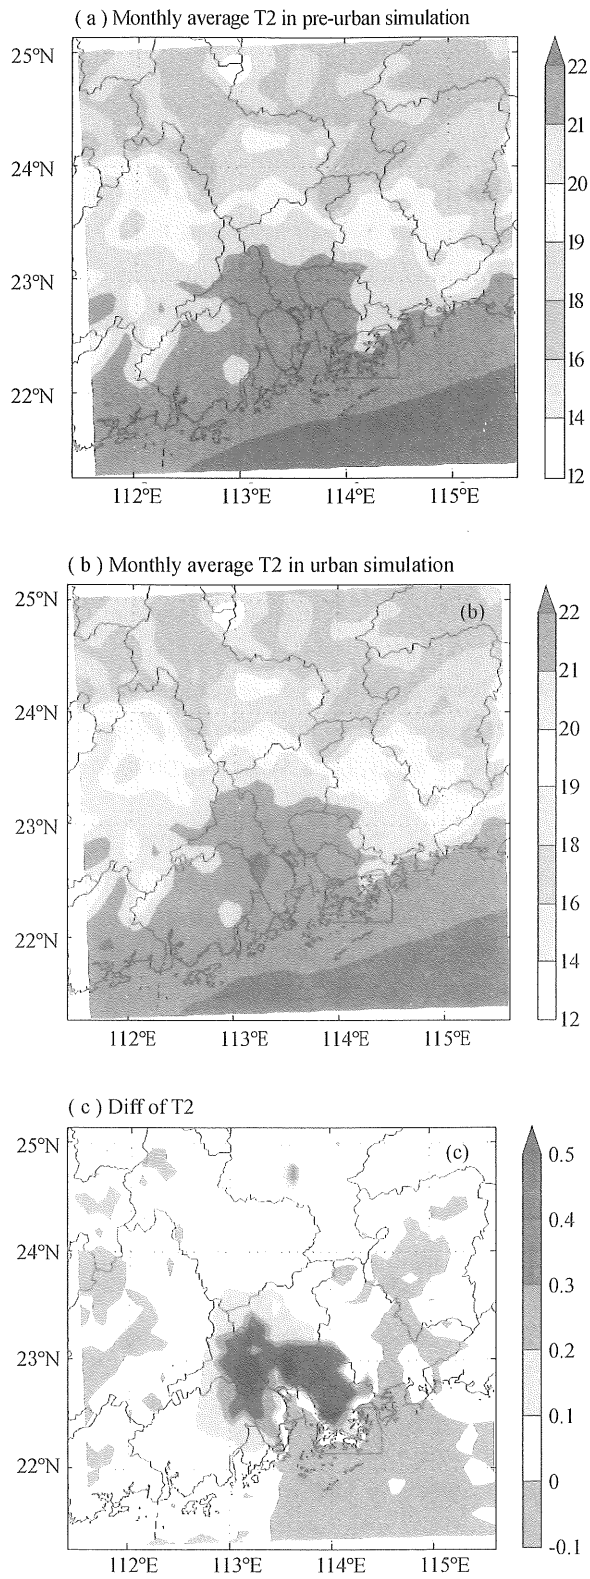 ( a ) Monthly average T2 in pre-urban simulation
25°N
24°N
23°N
22°N
112°E 113°E 114°E 115°E
22
21
20
19
18
16
14
12
( b ) Monthly average T2 in urban simulation
(b)
25°N
24°N
23°N
22°N
112°E 113°E 114°E 115°E
22
21
20
19
18
16
14
12
( c ) Diff of T2
(c)
25°N
24°N
23°N
22°N
112°E 113°E 114°E 115°E
0.5
0.4
0.3
0.2
0.1
0
-0.1